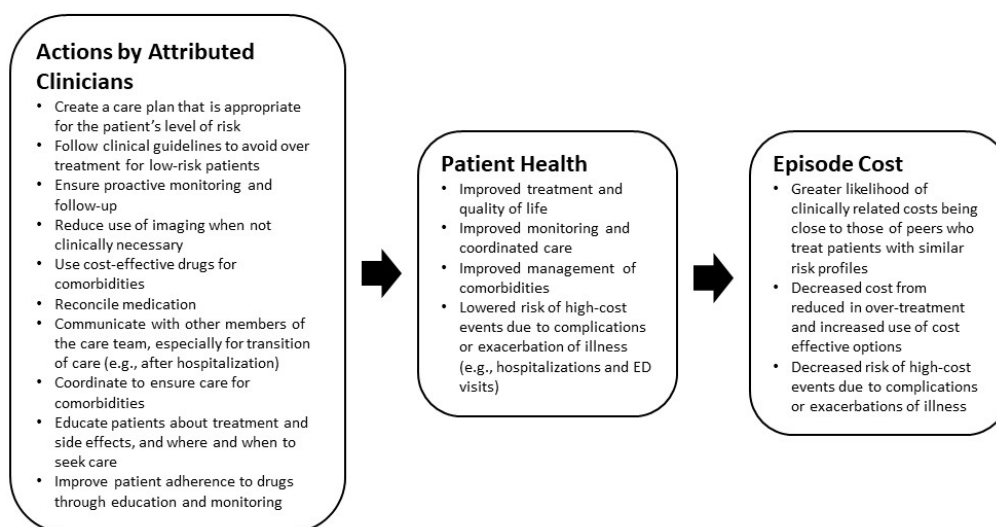 Actions by Attributed
Clinicians
• Create a care plan that is appropriate
for the patient's level of risk
• Follow clinical guidelines to avoid over
treatment for low-risk patients
• Ensure proactive monitoring and
follow-up
• Reduce use of imaging when not
clinically necessary
• Use cost-effective drugs for
comorbidities
• Reconcile medication
• Communicate with other members of
the care team, especially for transition
of care (e.g., after hospitalization)
• Coordinate to ensure care for
comorbidities
• Educate patients about treatment and
side effects, and where and when to
seek care
• Improve patient adherence to drugs
through education and monitoring
Patient Health
• Improved treatment and
quality of life
• Improved monitoring and
coordinated care
• Improved management of
comorbidities
• Lowered risk of high-cost
events due to complications
or exacerbation of illness
(e.g., hospitalizations and ED
visits)
Episode Cost
• Greater likelihood of
clinically related costs being
close to those of peers who
treat patients with similar
risk profiles
• Decreased cost from
reduced in over-treatment
and increased use of cost
effective options
• Decreased risk of high-cost
events due to complications
or exacerbations of illness